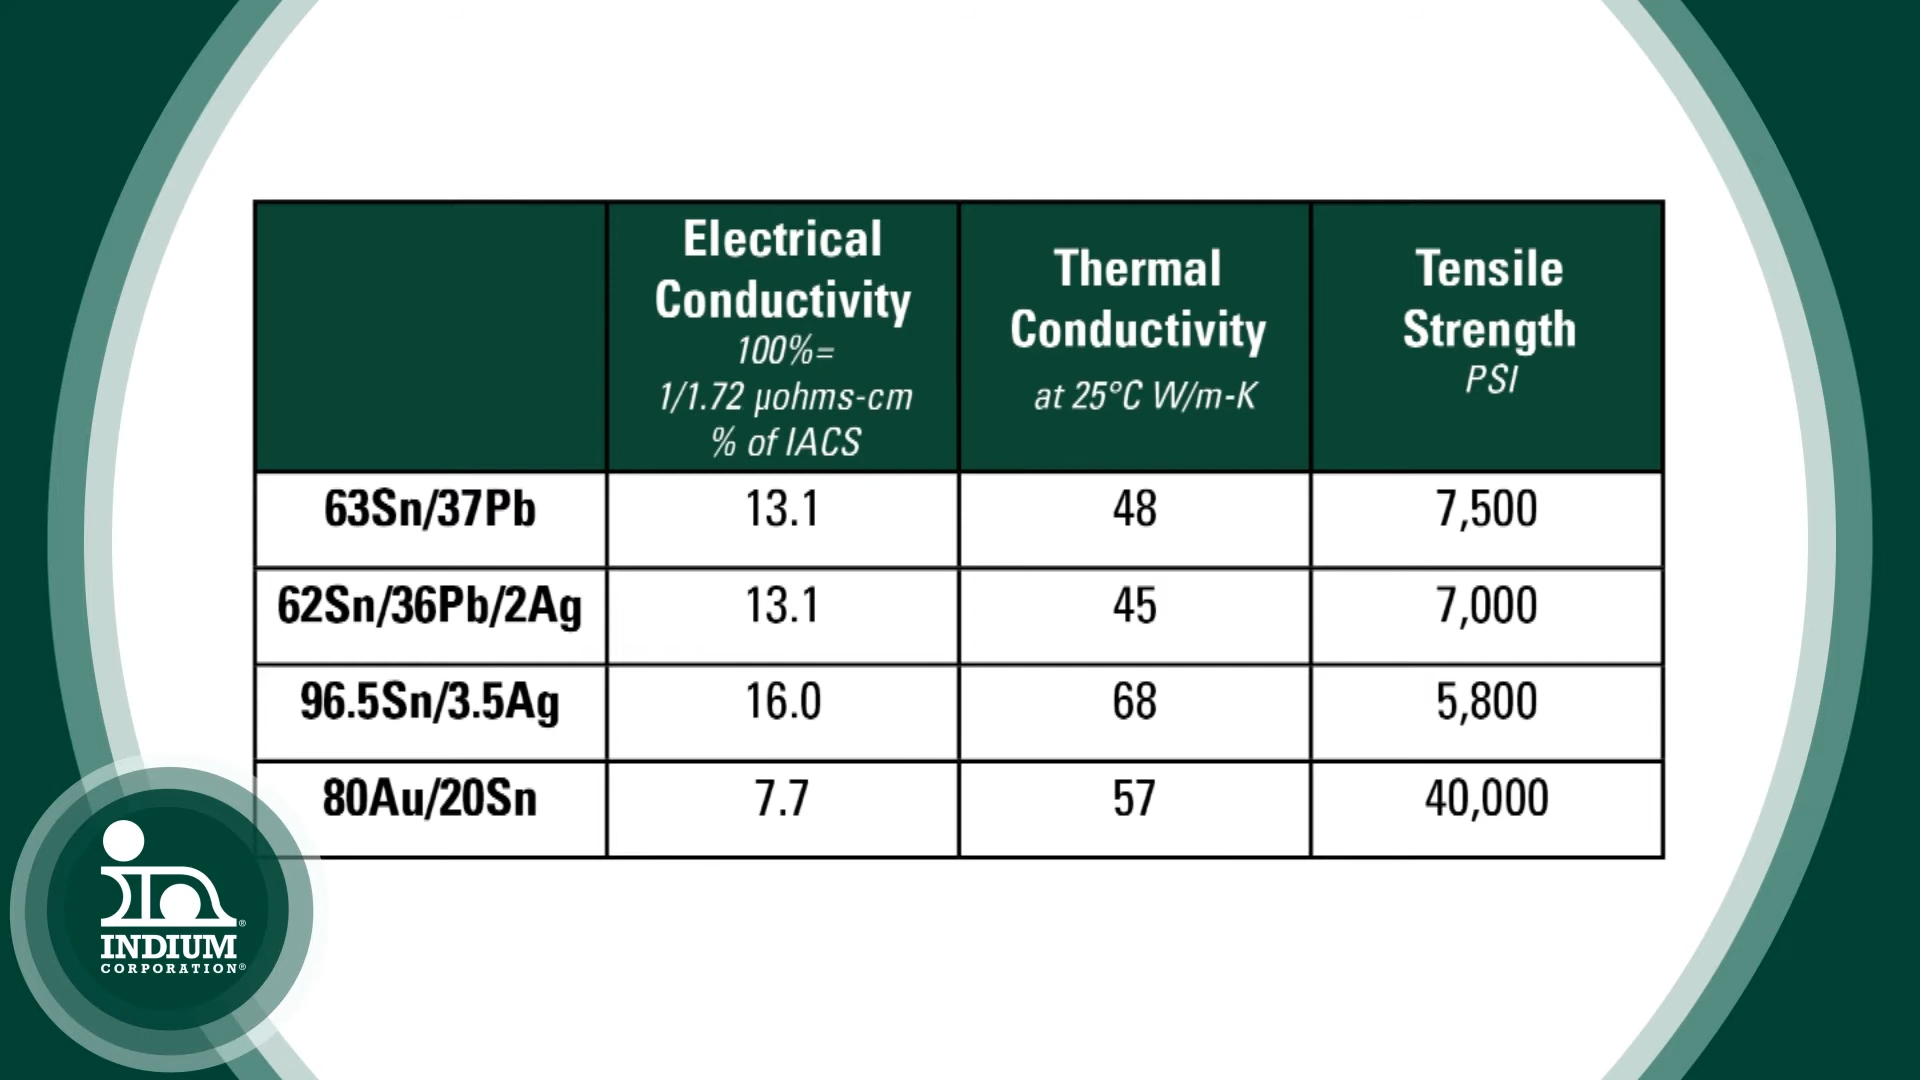 Electrical
Conductivity
100%=
1/1.72 µohms-cm
% of IACS
Thermal
Conductivity
at 25°C W/m-K
Tensile
Strength
PSI
63Sn/37Pb 13.1 48 7,500
62Sn/36Pb/2Ag 13.1 45 7,000
96.5Sn/3.5Ag 16.0 68 5,800
80Au/20Sn 7.7 57 40,000
in®
INDIUM
CORPORATION®